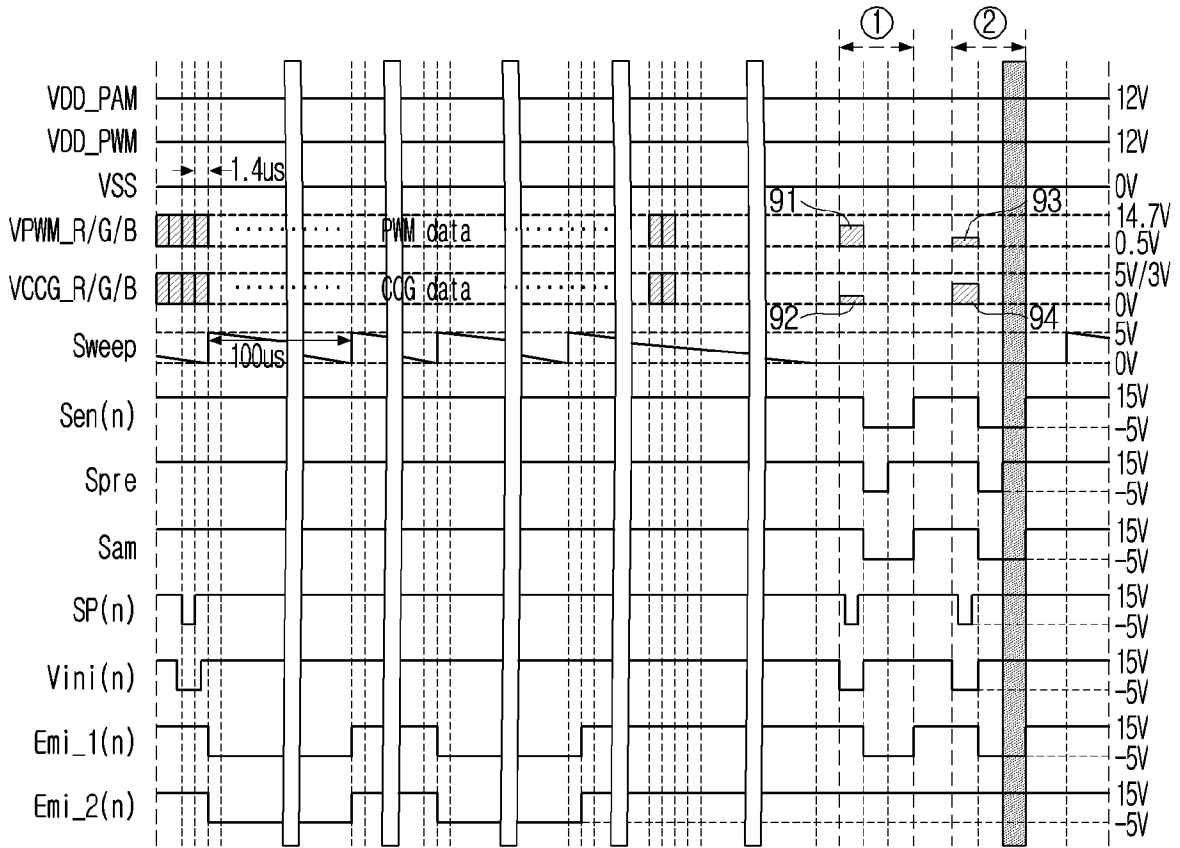 ① ②
VDD_PAM 12V
VDD_PWM 12V
1.4us
VSS 0V
91 93
VPWM_R/G/B PWM data 14.7V
0.5V
VCCG_R/G/B CCG data 5V/3V
0V
92 94
Sweep 100us 5V
0V
Sen(n) 15V
-5V
Spre 15V
-5V
Sam 15V
-5V
SP(n) 15V
-5V
Vini(n) 15V
-5V
Emi_1(n) 15V
-5V
Emi_2(n) 15V
-5V